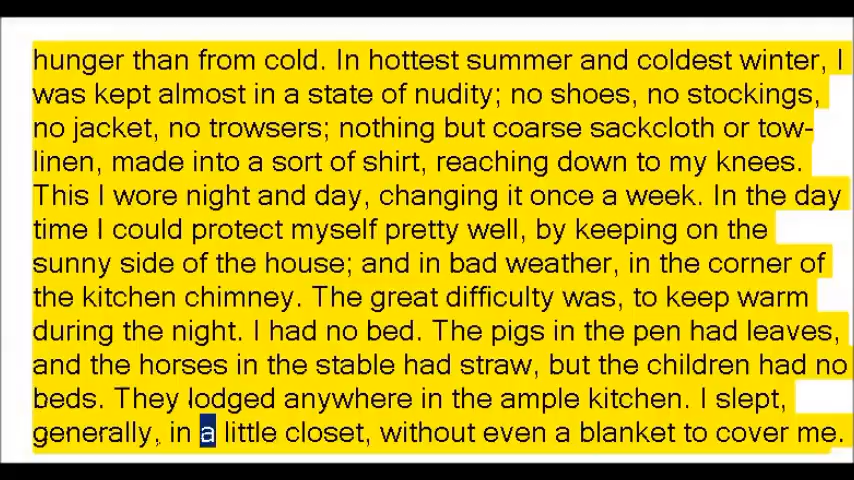 hunger than from cold. In hottest summer and coldest winter, I
was kept almost in a state of nudity; no shoes, no stockings,
no jacket, no trowsers; nothing but coarse sackcloth or tow-
linen, made into a sort of shirt, reaching down to my knees.
This I wore night and day, changing it once a week. In the day
time I could protect myself pretty well, by keeping on the
sunny side of the house; and in bad weather, in the corner of
the kitchen chimney. The great difficulty was, to keep warm
during the night. I had no bed. The pigs in the pen had leaves,
and the horses in the stable had straw, but the children had no
beds. They lodged anywhere in the ample kitchen. I slept,
generally, in a little closet, without even a blanket to cover me.